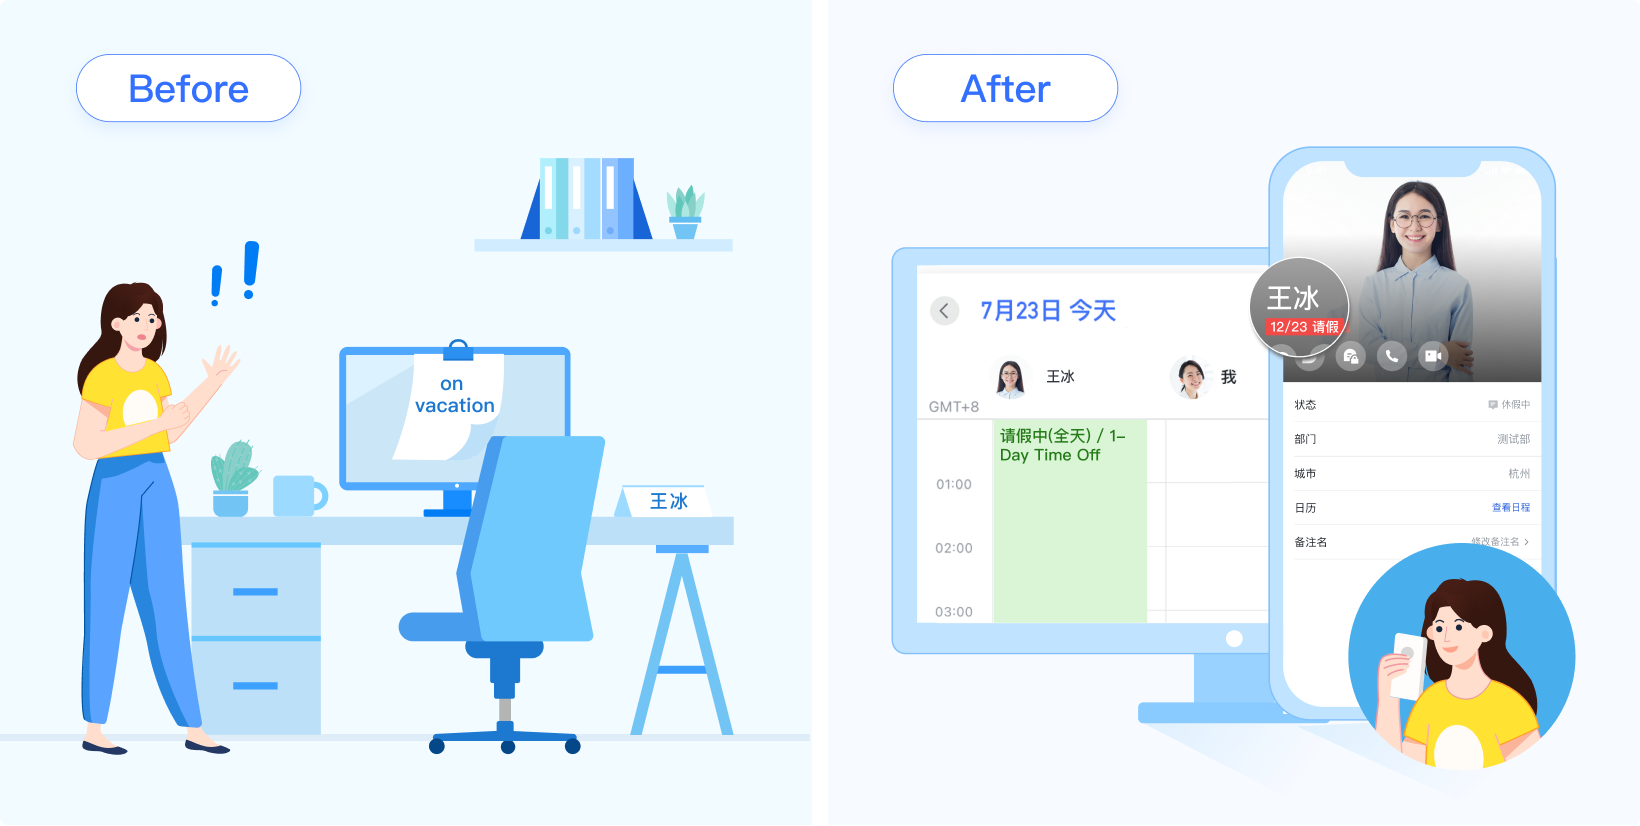 Before
on
vacation
王冰
After
7月23日 今天
王冰
我
GMT+8
请假中(全天) / 1-
Day Time Off
01:00
02:00
03:00
王冰
12/23 请假
状态 休假中
部门 测试部
城市 杭州
日历 查看日程
备注名 修改备注名